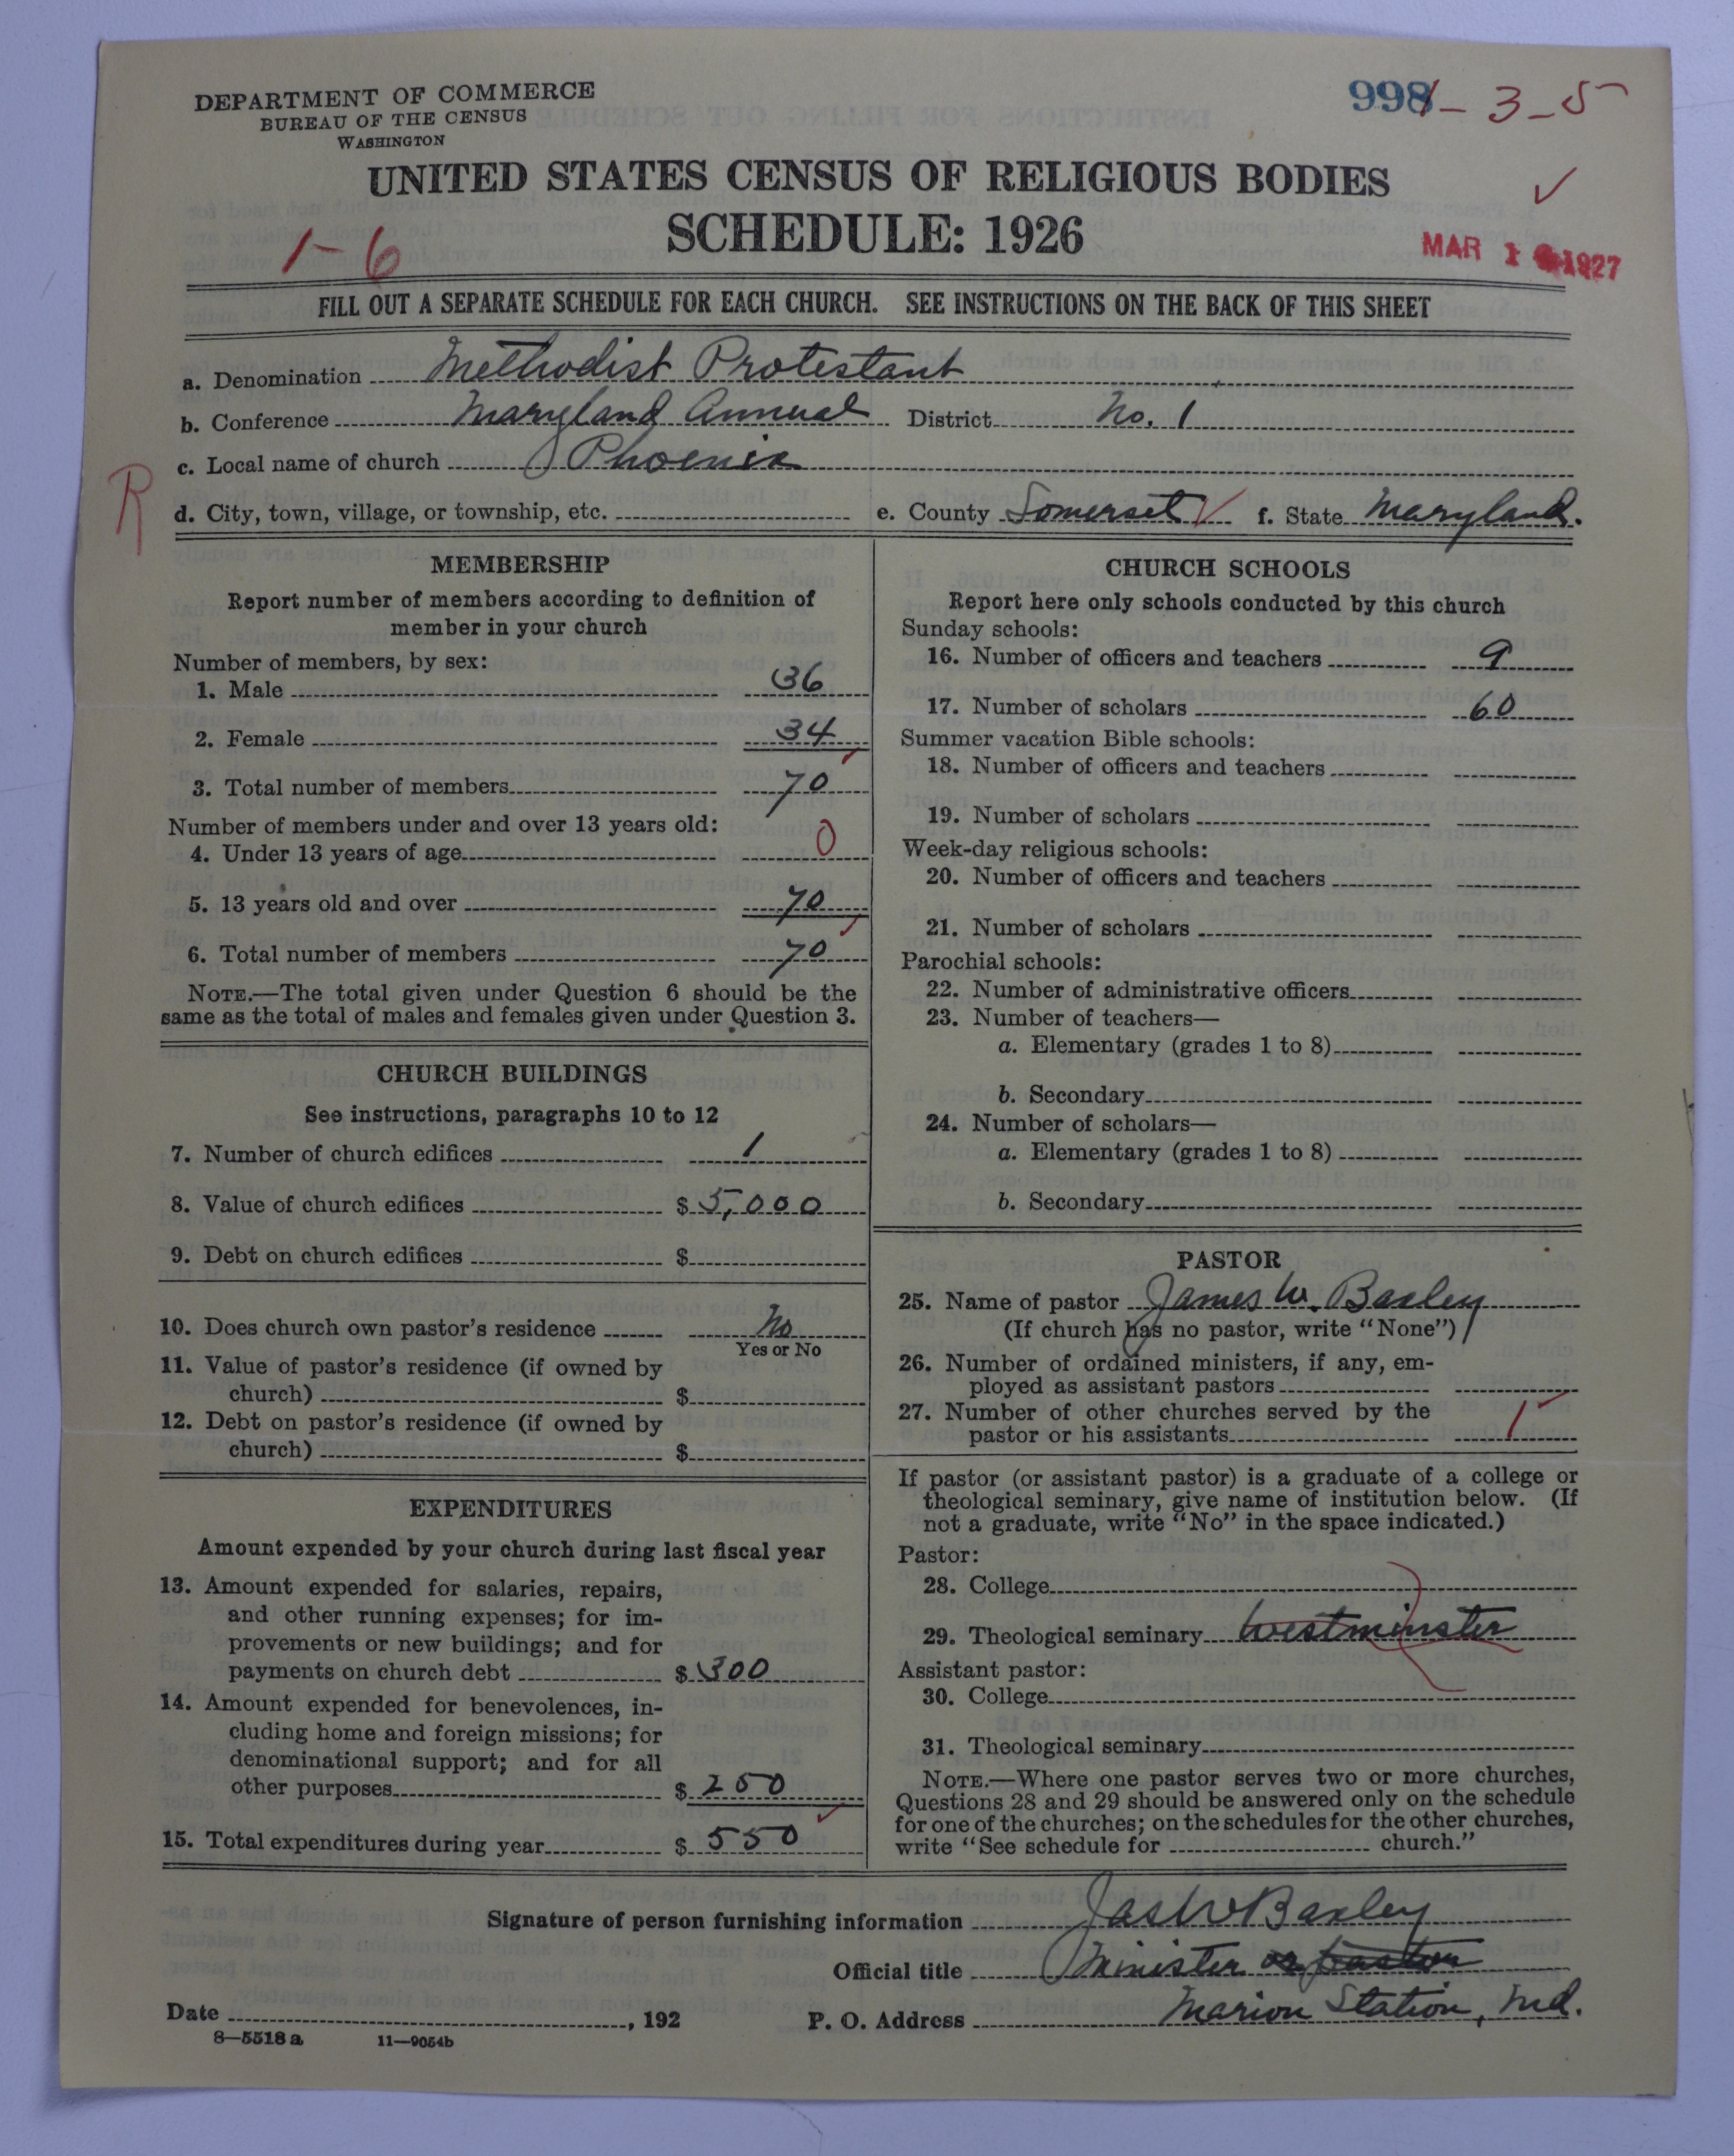 DEPARTMENT OF COMMERCE
BUREAU OF THE CENSUS
WASHINGTON
998 1-3-5
UNITED STATES CENSUS OF RELIGIOUS BODIES
SCHEDULE: 1926
1-6
MAR 1 1927
FILL OUT A SEPARATE SCHEDULE FOR EACH CHURCH. SEE INSTRUCTIONS ON THE BACK OF THIS SHEET
a. Denomination Methodist Protestant
b. Conference Maryland Annual District No. 1
c. Local name of church Phoenix
R
d. City, town, village, or township, etc. e. County Somerset f. State Maryland.
MEMBERSHIP
Report number of members according to definition of
member in your church
Number of members, by sex:
1. Male 36
2. Female 34
3. Total number of members 70
Number of members under and over 13 years old:
4. Under 13 years of age 0
5. 13 years old and over 70
6. Total number of members 70
NOTE.—The total given under Question 6 should be the
same as the total of males and females given under Question 3.
CHURCH BUILDINGS
See instructions, paragraphs 10 to 12
7. Number of church edifices 1
8. Value of church edifices $ 5,000
9. Debt on church edifices $
10. Does church own pastor's residence No
Yes or No
11. Value of pastor's residence (if owned by
church) $
12. Debt on pastor's residence (if owned by
church) $
EXPENDITURES
Amount expended by your church during last fiscal year
13. Amount expended for salaries, repairs,
and other running expenses; for im-
provements or new buildings; and for
payments on church debt $ 300
14. Amount expended for benevolences, in-
cluding home and foreign missions; for
denominational support; and for all
other purposes $ 250
15. Total expenditures during year $ 550
CHURCH SCHOOLS
Report here only schools conducted by this church
Sunday schools:
16. Number of officers and teachers 9
17. Number of scholars 60
Summer vacation Bible schools:
18. Number of officers and teachers
19. Number of scholars
Week-day religious schools:
20. Number of officers and teachers
21. Number of scholars
Parochial schools:
22. Number of administrative officers
23. Number of teachers—
a. Elementary (grades 1 to 8)
b. Secondary
24. Number of scholars—
a. Elementary (grades 1 to 8)
b. Secondary
PASTOR
25. Name of pastor James W. Baxley
(If church has no pastor, write "None")
26. Number of ordained ministers, if any, em-
ployed as assistant pastors
27. Number of other churches served by the
pastor or his assistants 1
If pastor (or assistant pastor) is a graduate of a college or
theological seminary, give name of institution below. (If
not a graduate, write "No" in the space indicated.)
Pastor:
28. College
29. Theological seminary Westminster
Assistant pastor:
30. College
31. Theological seminary
NOTE.—Where one pastor serves two or more churches,
Questions 28 and 29 should be answered only on the schedule
for one of the churches; on the schedules for the other churches,
write "See schedule for church."
Signature of person furnishing information Jas W Baxley
Official title Minister or pastor
Date , 192 P. O. Address Marion Station, Md.
8—5518 a 11—9054b